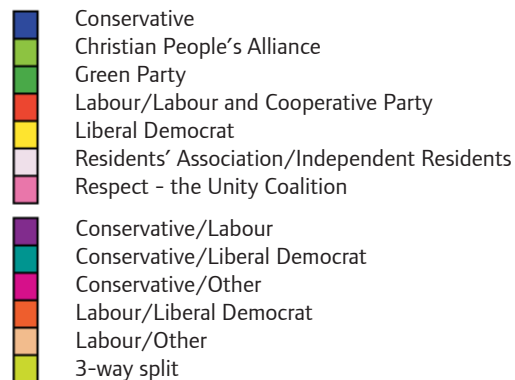 Conservative
Christian People′s Alliance
Green Party
Labour/Labour and Cooperative Party
Liberal Democrat
Residents′ Association/Independent Residents
Respect - the Unity Coalition
Conservative/Labour
Conservative/Liberal Democrat
Conservative/Other
Labour/Liberal Democrat
Labour/Other
3-way split